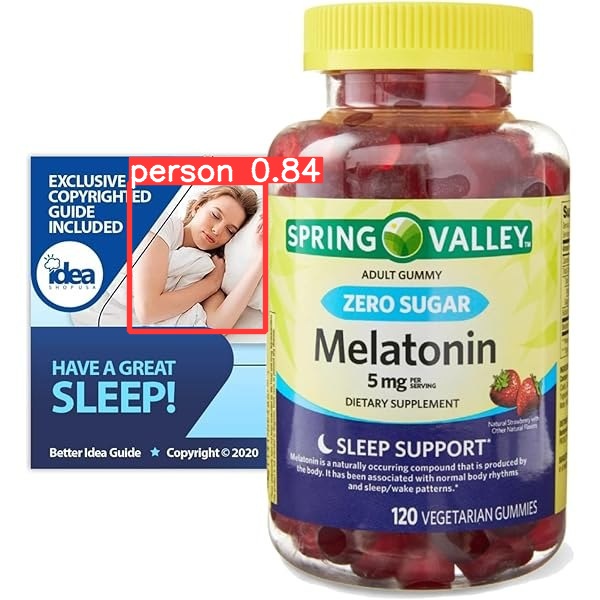 person 0.84
EXCLUSIVE
COPYRIGHTED
GUIDE
INCLUDED
idea
SHOP USA
HAVE A GREAT
SLEEP!
Better Idea Guide ★ Copyright © 2020
SPRING VALLEY™
ADULT GUMMY
ZERO SUGAR
Melatonin
5 mg PER SERVING
DIETARY SUPPLEMENT
Natural Strawberry with
Other Natural Flavors
SLEEP SUPPORT*
Melatonin is a naturally occurring compound that is produced by
the body. It has been associated with normal body rhythms
and sleep/wake patterns.*
120 VEGETARIAN GUMMIES